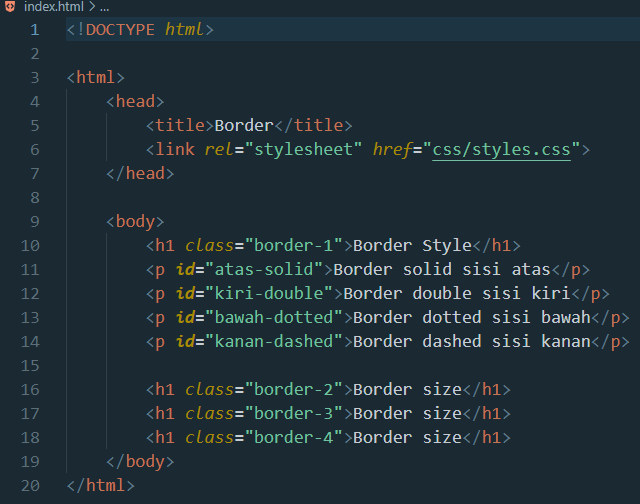 index.html > ...
1 <!DOCTYPE html>
2
3 <html>
4     <head>
5         <title>Border</title>
6         <link rel="stylesheet" href="css/styles.css">
7     </head>
8
9     <body>
10         <h1 class="border-1">Border Style</h1>
11         <p id="atas-solid">Border solid sisi atas</p>
12         <p id="kiri-double">Border double sisi kiri</p>
13         <p id="bawah-dotted">Border dotted sisi bawah</p>
14         <p id="kanan-dashed">Border dashed sisi kanan</p>
15
16         <h1 class="border-2">Border size</h1>
17         <h1 class="border-3">Border size</h1>
18         <h1 class="border-4">Border size</h1>
19     </body>
20 </html>